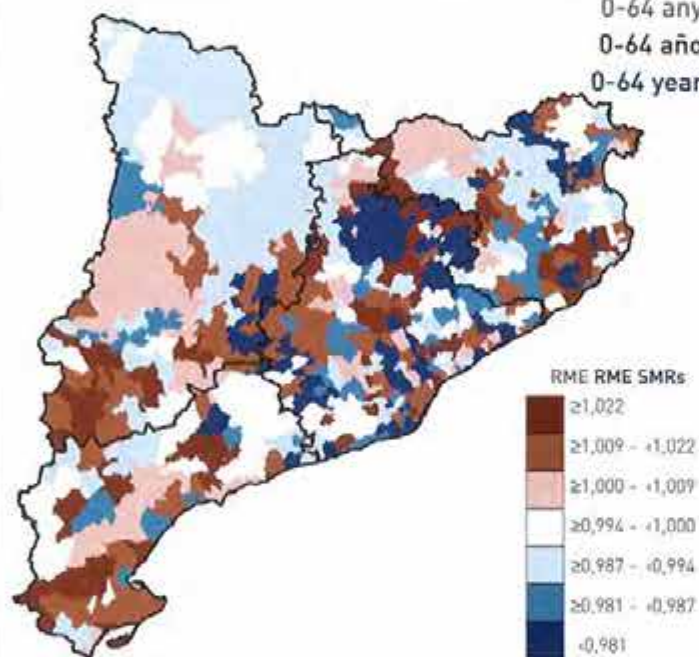 0-64 any
0-64 año
0-64 year
RME RME SMRs
≥1,022
≥1,009 - <1,022
≥1,000 - <1,009
≥0,994 - <1,000
≥0,987 - <0,994
≥0,981 - <0,987
<0,981